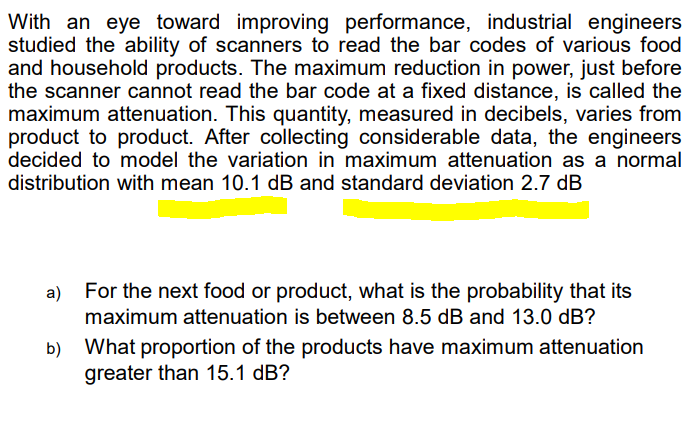 With an eye toward improving performance, industrial engineers
studied the ability of scanners to read the bar codes of various food
and household products. The maximum reduction in power, just before
the scanner cannot read the bar code at a fixed distance, is called the
maximum attenuation. This quantity, measured in decibels, varies from
product to product. After collecting considerable data, the engineers
decided to model the variation in maximum attenuation as a normal
distribution with mean 10.1 dB and standard deviation 2.7 dB
a) For the next food or product, what is the probability that its
maximum attenuation is between 8.5 dB and 13.0 dB?
b) What proportion of the products have maximum attenuation
greater than 15.1 dB?